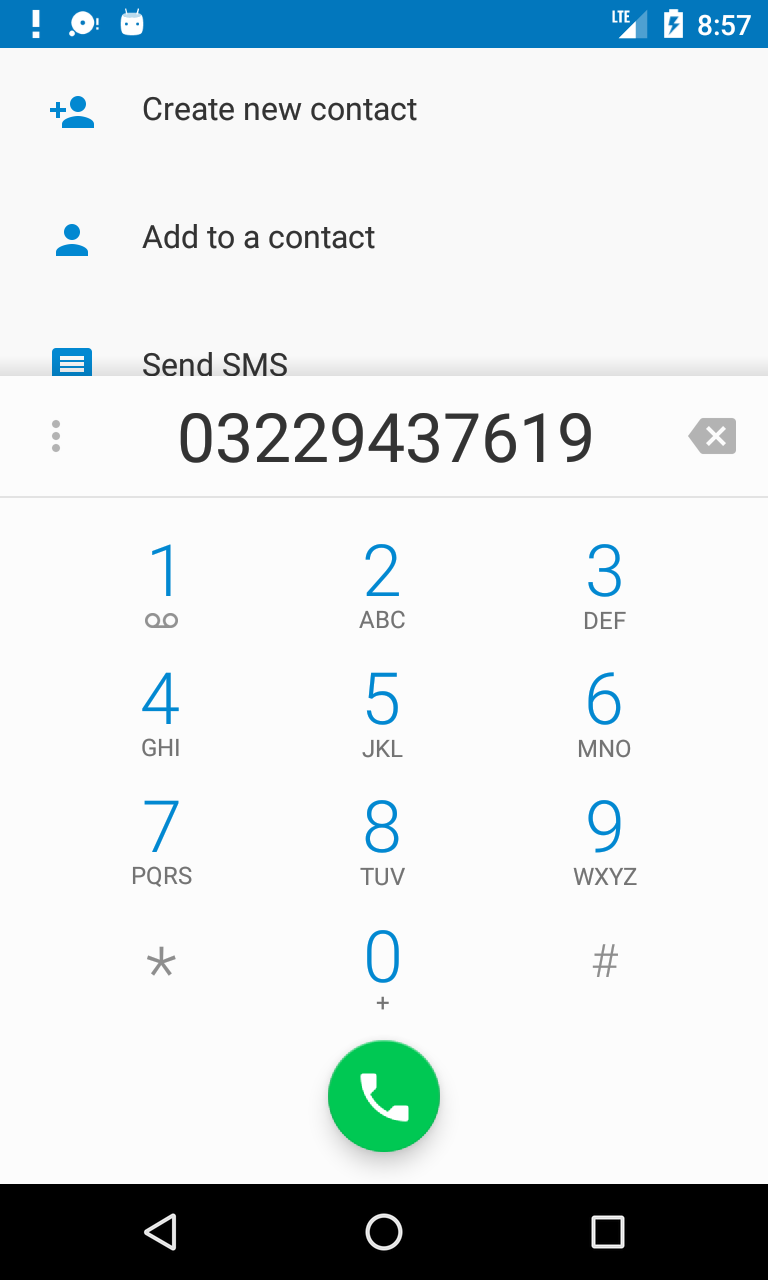 LTE 8:57
Create new contact
Add to a contact
Send SMS
03229437619
1 2 3
ABC DEF
4 5 6
GHI JKL MNO
7 8 9
PQRS TUV WXYZ
* 0 #
+